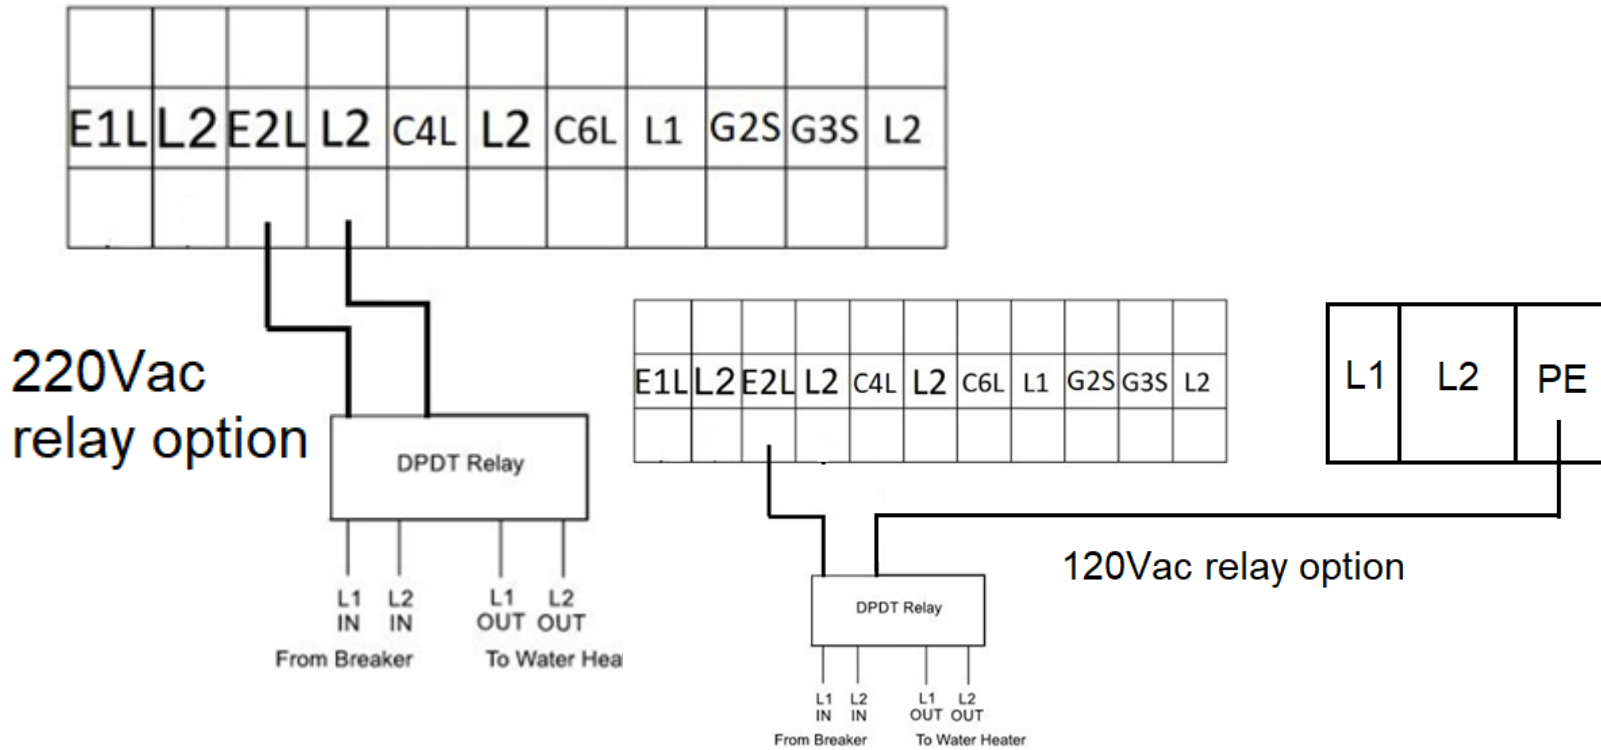 E1L L2 E2L L2 C4L L2 C6L L1 G2S G3S L2
220Vac
relay option
DPDT Relay
L1 L2 L1 L2
IN IN OUT OUT
From Breaker To Water Hea
E1L L2 E2L L2 C4L L2 C6L L1 G2S G3S L2
L1 L2 PE
120Vac relay option
DPDT Relay
L1 L2 L1 L2
IN IN OUT OUT
From Breaker To Water Heater